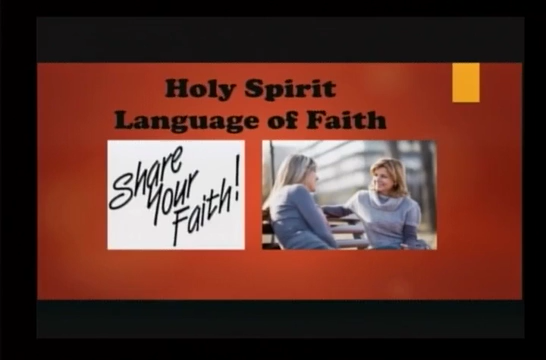 Holy Spirit
Language of Faith
Share
Your
Faith!